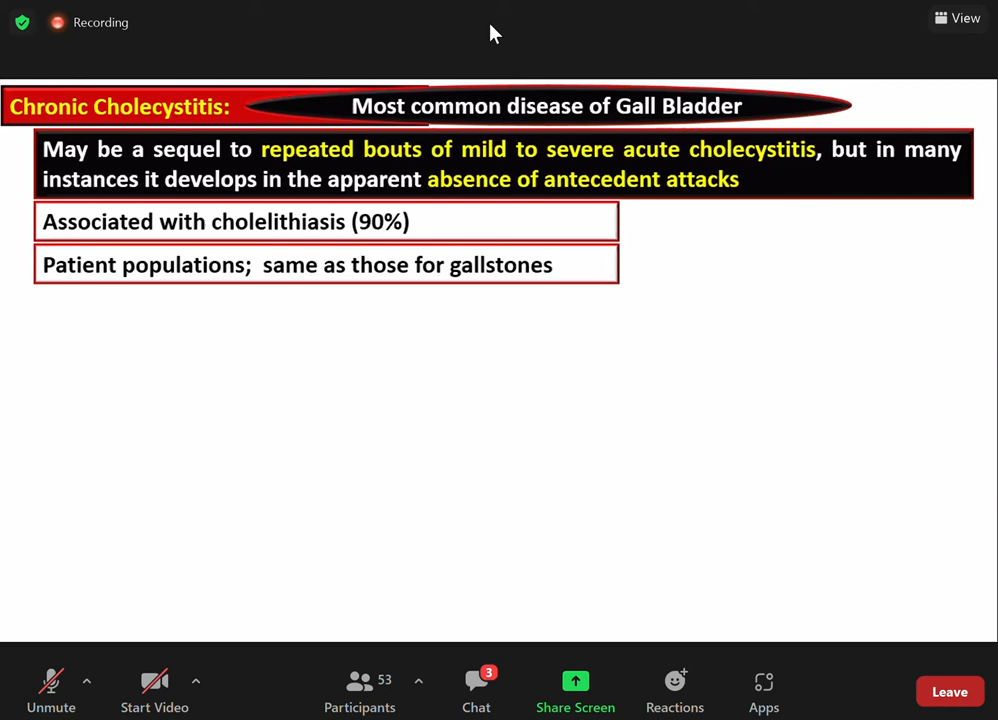 Recording
View
Chronic Cholecystitis:
Most common disease of Gall Bladder
May be a sequel to repeated bouts of mild to severe acute cholecystitis, but in many
instances it develops in the apparent absence of antecedent attacks
Associated with cholelithiasis (90%)
Patient populations; same as those for gallstones
53
3
Unmute
Start Video
Participants
Chat
Share Screen
Reactions
Apps
Leave